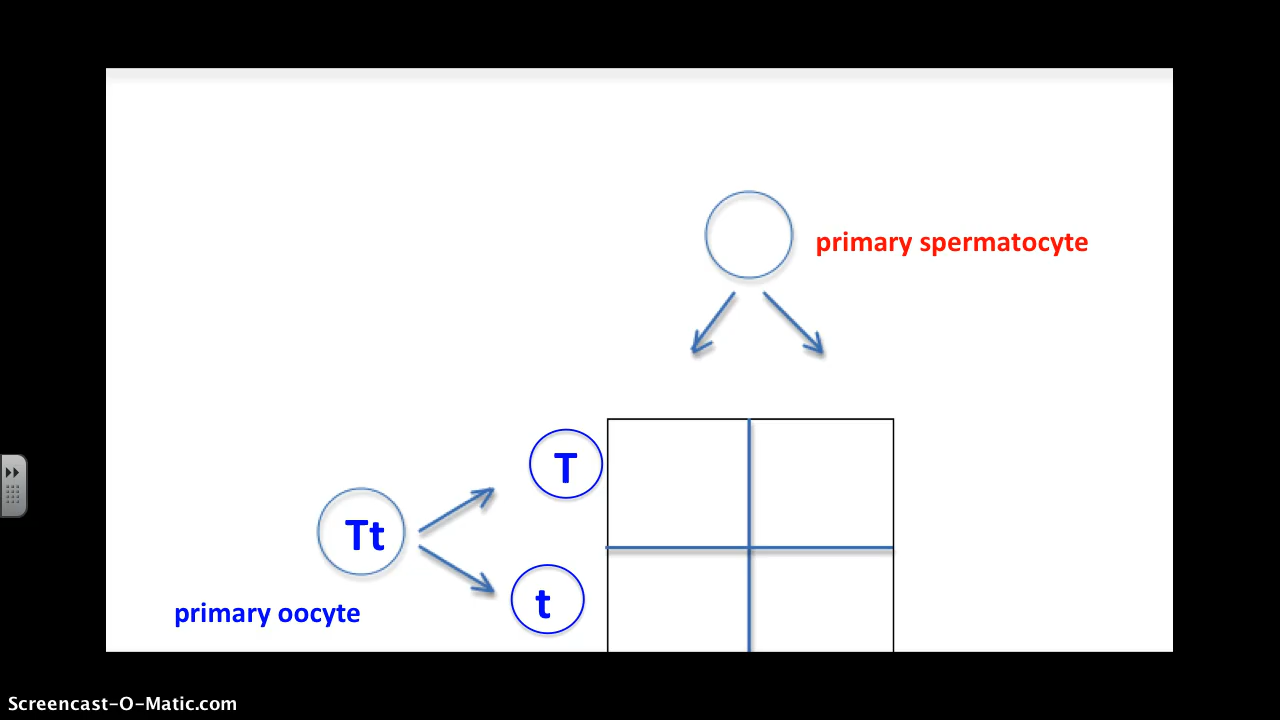 primary spermatocyte
T
Tt
t
primary oocyte
Screencast-O-Matic.com